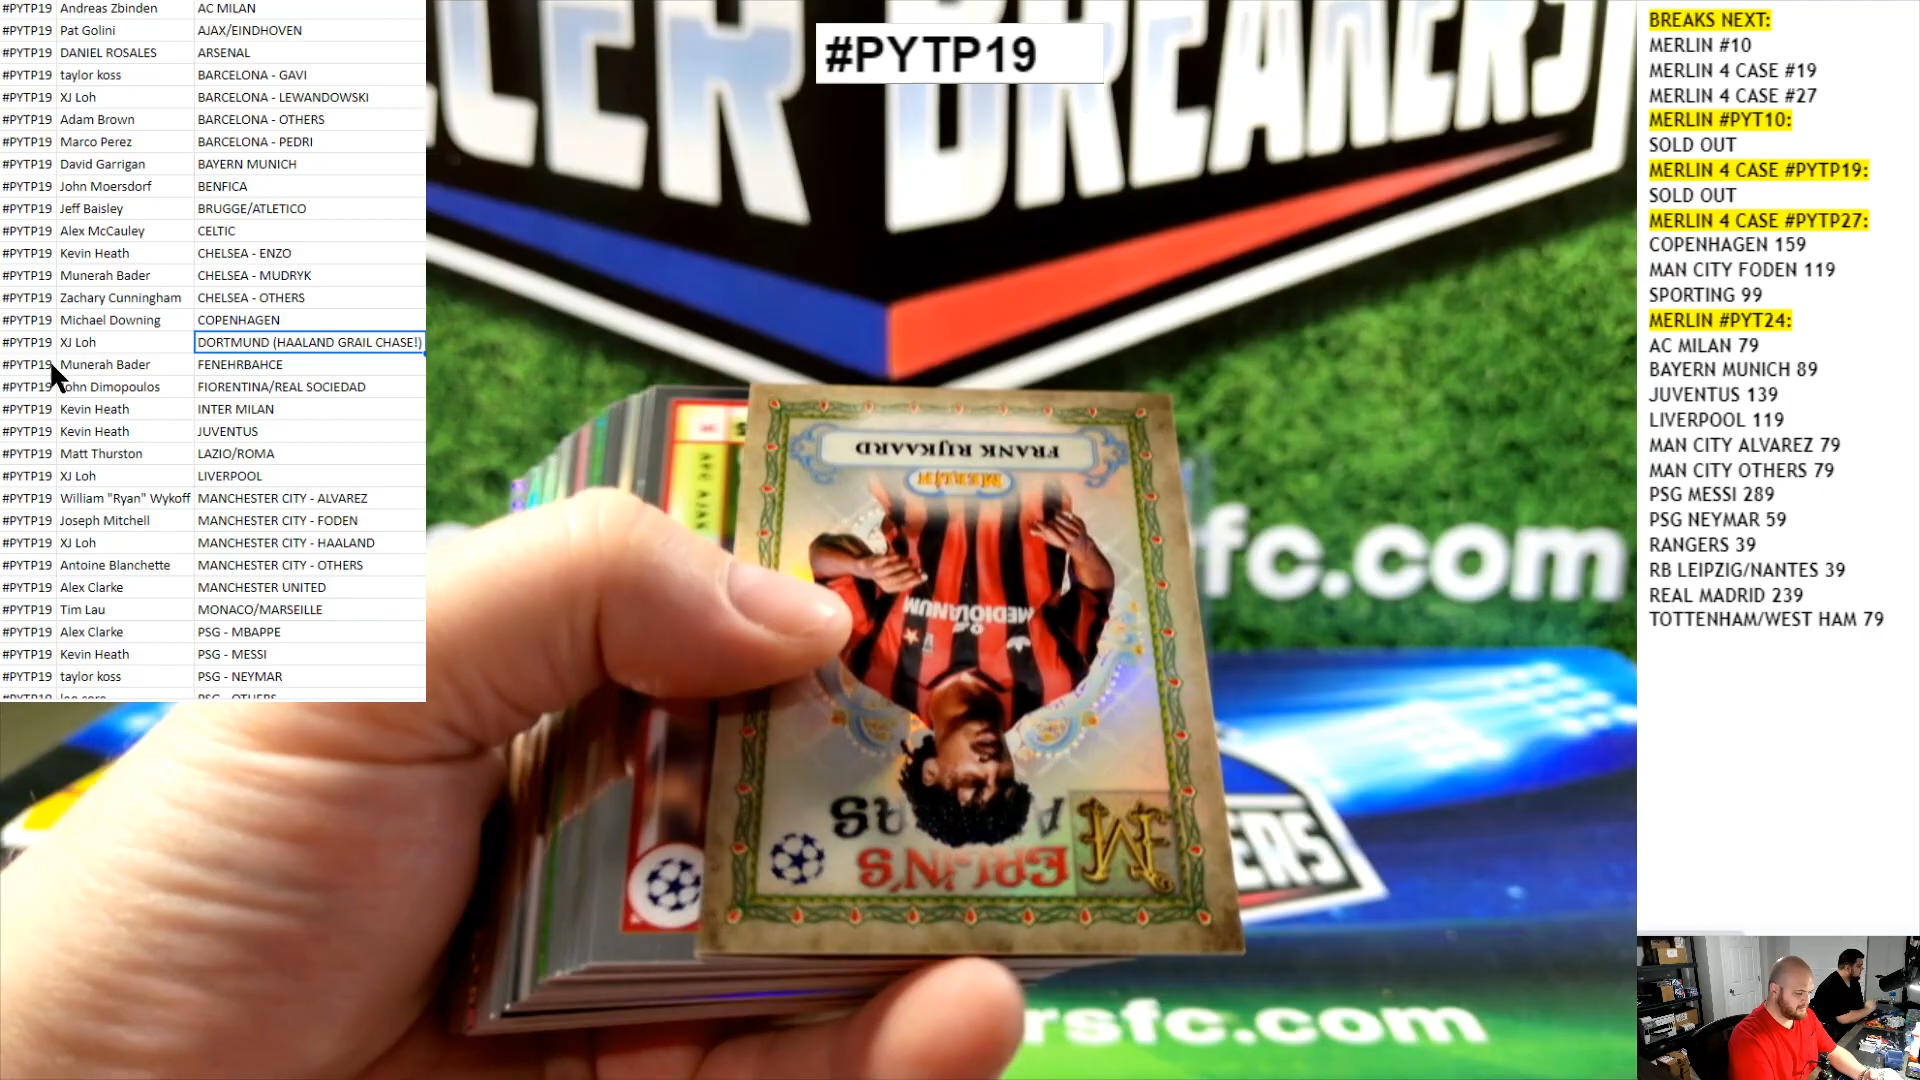 #PYTP19 Andreas Zbinden AC MILAN
#PYTP19 Pat Golini AJAX/EINDHOVEN
#PYTP19 DANIEL ROSALES ARSENAL
#PYTP19 taylor koss BARCELONA - GAVI
#PYTP19 XJ Loh BARCELONA - LEWANDOWSKI
#PYTP19 Adam Brown BARCELONA - OTHERS
#PYTP19 Marco Perez BARCELONA - PEDRI
#PYTP19 David Garrigan BAYERN MUNICH
#PYTP19 John Moersdorf BENFICA
#PYTP19 Jeff Baisley BRUGGE/ATLETICO
#PYTP19 Alex McCauley CELTIC
#PYTP19 Kevin Heath CHELSEA - ENZO
#PYTP19 Munerah Bader CHELSEA - MUDRYK
#PYTP19 Zachary Cunningham CHELSEA - OTHERS
#PYTP19 Michael Downing COPENHAGEN
#PYTP19 XJ Loh DORTMUND (HAALAND GRAIL CHASE!)
#PYTP19 Munerah Bader FENEHRBAHCE
#PYTP19 John Dimopoulos FIORENTINA/REAL SOCIEDAD
#PYTP19 Kevin Heath INTER MILAN
#PYTP19 Kevin Heath JUVENTUS
#PYTP19 Matt Thurston LAZIO/ROMA
#PYTP19 XJ Loh LIVERPOOL
#PYTP19 William "Ryan" Wykoff MANCHESTER CITY - ALVAREZ
#PYTP19 Joseph Mitchell MANCHESTER CITY - FODEN
#PYTP19 XJ Loh MANCHESTER CITY - HAALAND
#PYTP19 Antoine Blanchette MANCHESTER CITY - OTHERS
#PYTP19 Alex Clarke MANCHESTER UNITED
#PYTP19 Tim Lau MONACO/MARSEILLE
#PYTP19 Alex Clarke PSG - MBAPPE
#PYTP19 Kevin Heath PSG - MESSI
#PYTP19 taylor koss PSG - NEYMAR
#PYTP19 PSG - OTHERS
#PYTP19
BREAKERS
FRANK RIJKAARD
MERLIN
MEDIOLANUM
MERLIN'S
fc.com
ERS
rsfc.com
BREAKS NEXT:
MERLIN #10
MERLIN 4 CASE #19
MERLIN 4 CASE #27
MERLIN #PYT10:
SOLD OUT
MERLIN 4 CASE #PYTP19:
SOLD OUT
MERLIN 4 CASE #PYTP27:
COPENHAGEN 159
MAN CITY FODEN 119
SPORTING 99
MERLIN #PYT24:
AC MILAN 79
BAYERN MUNICH 89
JUVENTUS 139
LIVERPOOL 119
MAN CITY ALVAREZ 79
MAN CITY OTHERS 79
PSG MESSI 289
PSG NEYMAR 59
RANGERS 39
RB LEIPZIG/NANTES 39
REAL MADRID 239
TOTTENHAM/WEST HAM 79